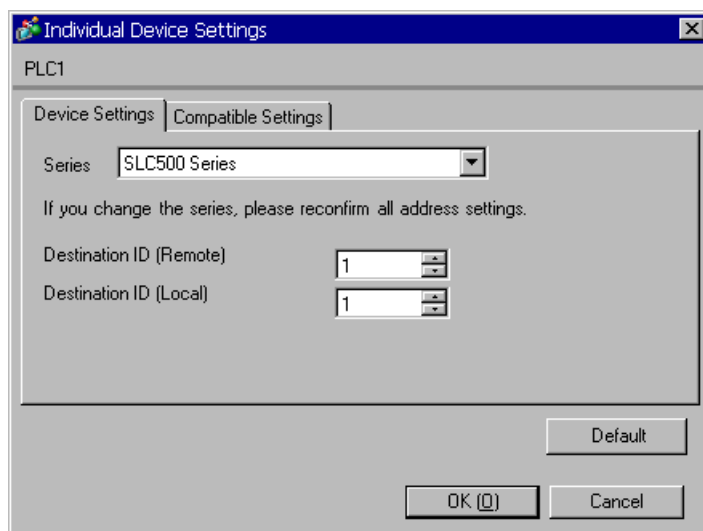 Individual Device Settings
PLC1
Device Settings Compatible Settings
Series SLC500 Series
If you change the series, please reconfirm all address settings.
Destination ID (Remote) 1
Destination ID (Local) 1
Default
OK (O) Cancel